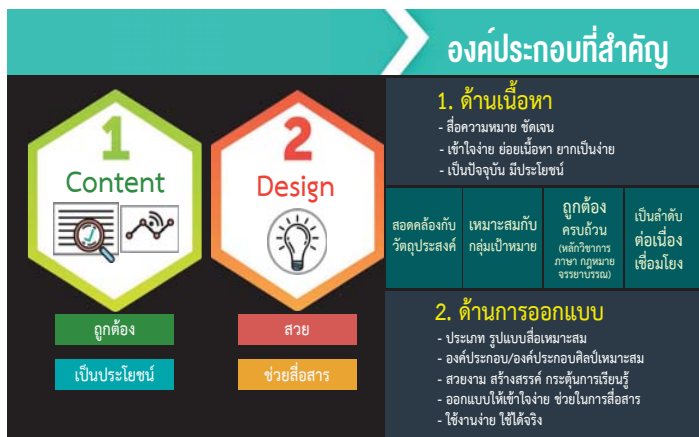 องค์ประกอบที่สำคัญ
1
Content
ถูกต้อง
เป็นประโยชน์
2
Design
สวย
ช่วยสื่อสาร
1. ด้านเนื้อหา
- สื่อความหมาย ชัดเจน
- เข้าใจง่าย ย่อยเนื้อหา ยากเป็นง่าย
- เป็นปัจจุบัน มีประโยชน์
สอดคล้องกับ
วัตถุประสงค์
เหมาะสมกับ
กลุ่มเป้าหมาย
ถูกต้อง
ครบถ้วน
(หลักวิชาการ
ภาษา กฎหมาย
จรรยาบรรณ)
เป็นลำดับ
ต่อเนื่อง
เชื่อมโยง
2. ด้านการออกแบบ
- ประเภท รูปแบบสื่อเหมาะสม
- องค์ประกอบ/องค์ประกอบศิลป์เหมาะสม
- สวยงาม สร้างสรรค์ กระตุ้นการเรียนรู้
- ออกแบบให้เข้าใจง่าย ช่วยในการสื่อสาร
- ใช้งานง่าย ใช้ได้จริง